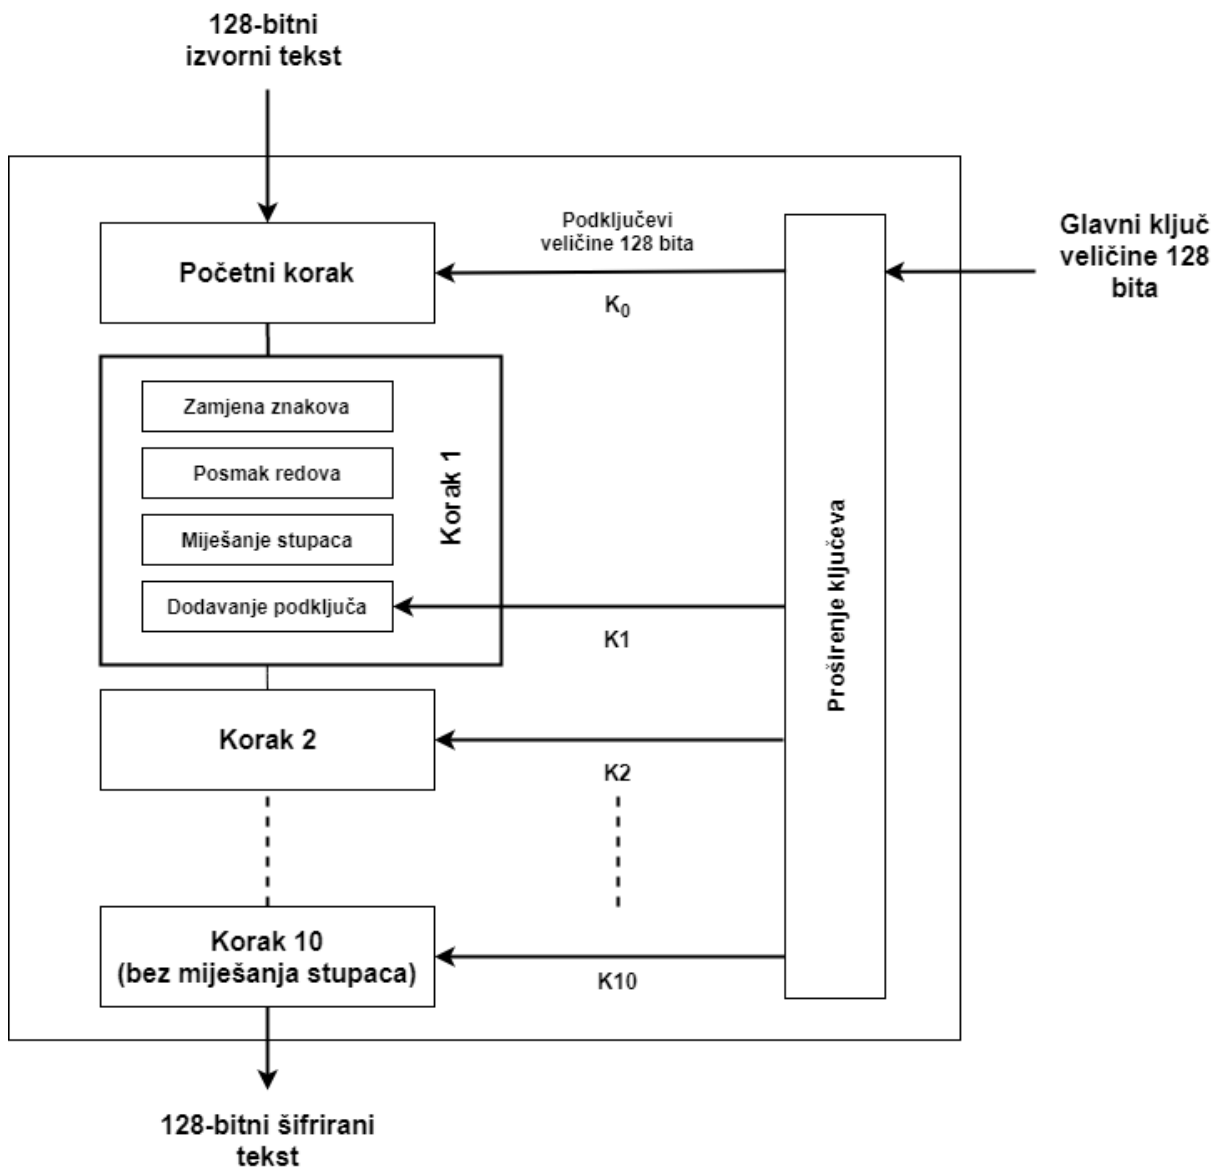 128-bitni
izvorni tekst
Podključevi
veličine 128 bita
Glavni ključ
veličine 128
bita
Početni korak
K₀
Zamjena znakova
Posmak redova
Miješanje stupaca
Dodavanje podključa
Korak 1
K1
Proširenje ključeva
Korak 2
K2
Korak 10
(bez miješanja stupaca)
K10
128-bitni šifrirani
tekst